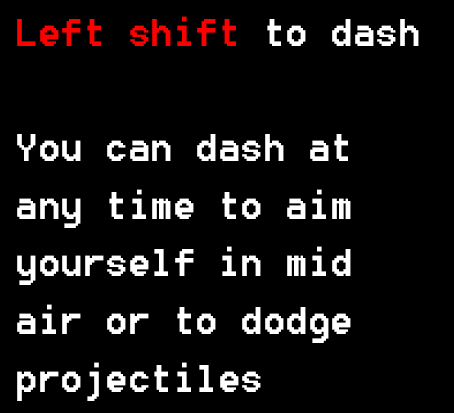 Left shift to dash
You can dash at
any time to aim
yourself in mid
air or to dodge
projectiles